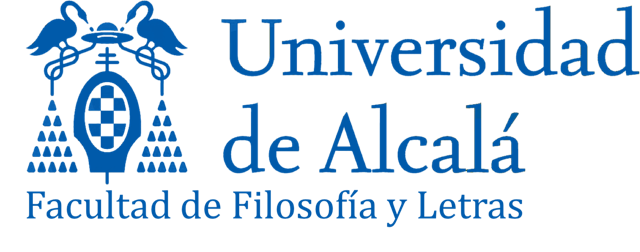 Universidad
de Alcalá
Facultad de Filosofía y Letras